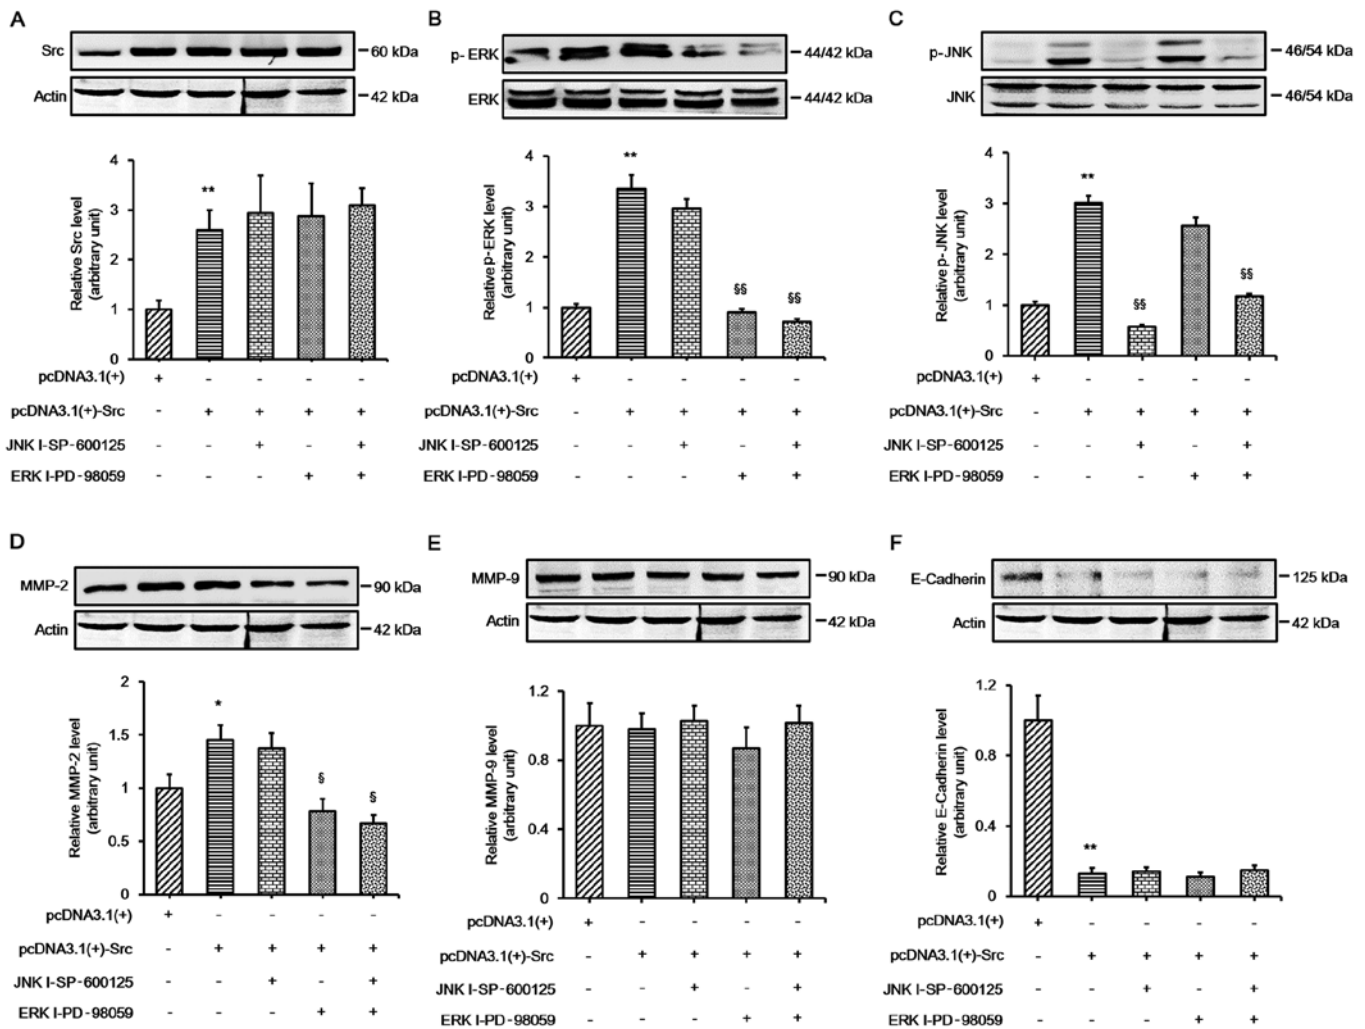 A
Src
60 kDa
Actin
42 kDa
Relative Src level
(arbitrary unit)
4
3
2
1
0
**
pcDNA3.1(+) + - - - -
pcDNA3.1(+)-Src - + + + +
JNK I-SP-600125 - - + - +
ERK I-PD-98059 - - - + +
B
p-ERK
44/42 kDa
ERK
44/42 kDa
Relative p-ERK level
(arbitrary unit)
4
3
2
1
0
**
§§
§§
pcDNA3.1(+) + - - - -
pcDNA3.1(+)-Src - + + + +
JNK I-SP-600125 - - + - +
ERK I-PD-98059 - - - + +
C
p-JNK
46/54 kDa
JNK
46/54 kDa
Relative p-JNK level
(arbitrary unit)
4
3
2
1
0
**
§§
§§
pcDNA3.1(+) + - - - -
pcDNA3.1(+)-Src - + + + +
JNK I-SP-600125 - - + - +
ERK I-PD-98059 - - - + +
D
MMP-2
90 kDa
Actin
42 kDa
Relative MMP-2 level
(arbitrary unit)
2
1.5
1
0.5
0
*
§
§
pcDNA3.1(+) + - - - -
pcDNA3.1(+)-Src - + + + +
JNK I-SP-600125 - - + - +
ERK I-PD-98059 - - - + +
E
MMP-9
90 kDa
Actin
42 kDa
Relative MMP-9 level
(arbitrary unit)
1.2
0.8
0.4
0
pcDNA3.1(+) + - - - -
pcDNA3.1(+)-Src - + + + +
JNK I-SP-600125 - - + - +
ERK I-PD-98059 - - - + +
F
E-Cadherin
125 kDa
Actin
42 kDa
Relative E-Cadherin level
(arbitrary unit)
1.2
0.8
0.4
0
**
pcDNA3.1(+) + - - - -
pcDNA3.1(+)-Src - + + + +
JNK I-SP-600125 - - + - +
ERK I-PD-98059 - - - + +